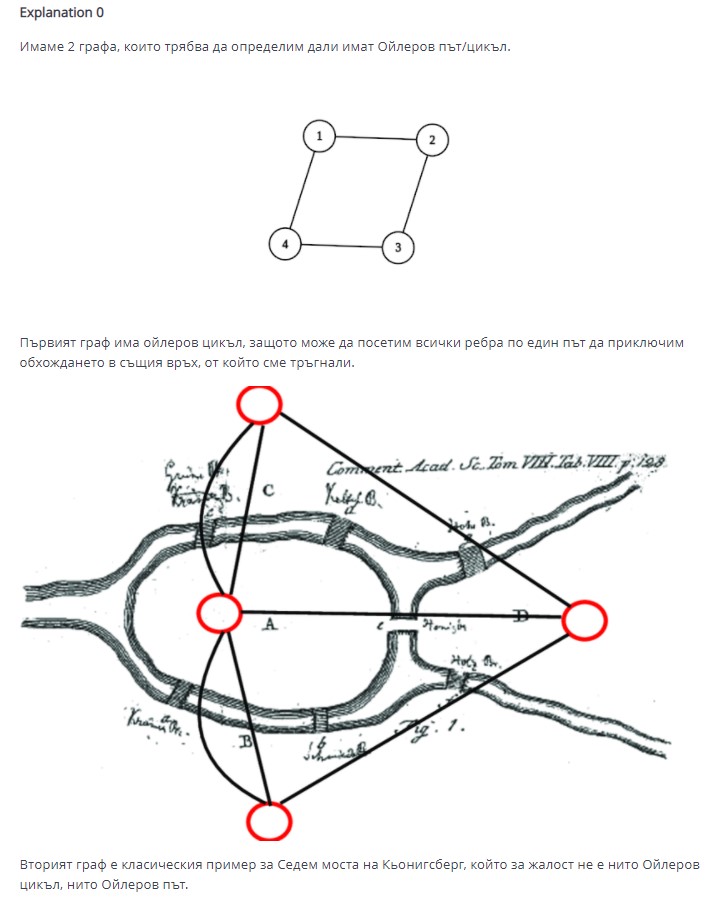 Explanation 0
Имаме 2 графа, които трябва да определим дали имат Ойлеров път/цикъл.
1
2
4
3
Първият граф има ойлеров цикъл, защото може да посетим всички ребра по един път да приключим
обхождането в същия връх, от който сме тръгнали.
Comment. Acad. Sc. Tom VIII. Tab. VIII. p. 128.
C
A
D
B
Fig. 1.
Вторият граф е класическия пример за Седем моста на Кьонигсберг, който за жалост не е нито Ойлеров
цикъл, нито Ойлеров път.